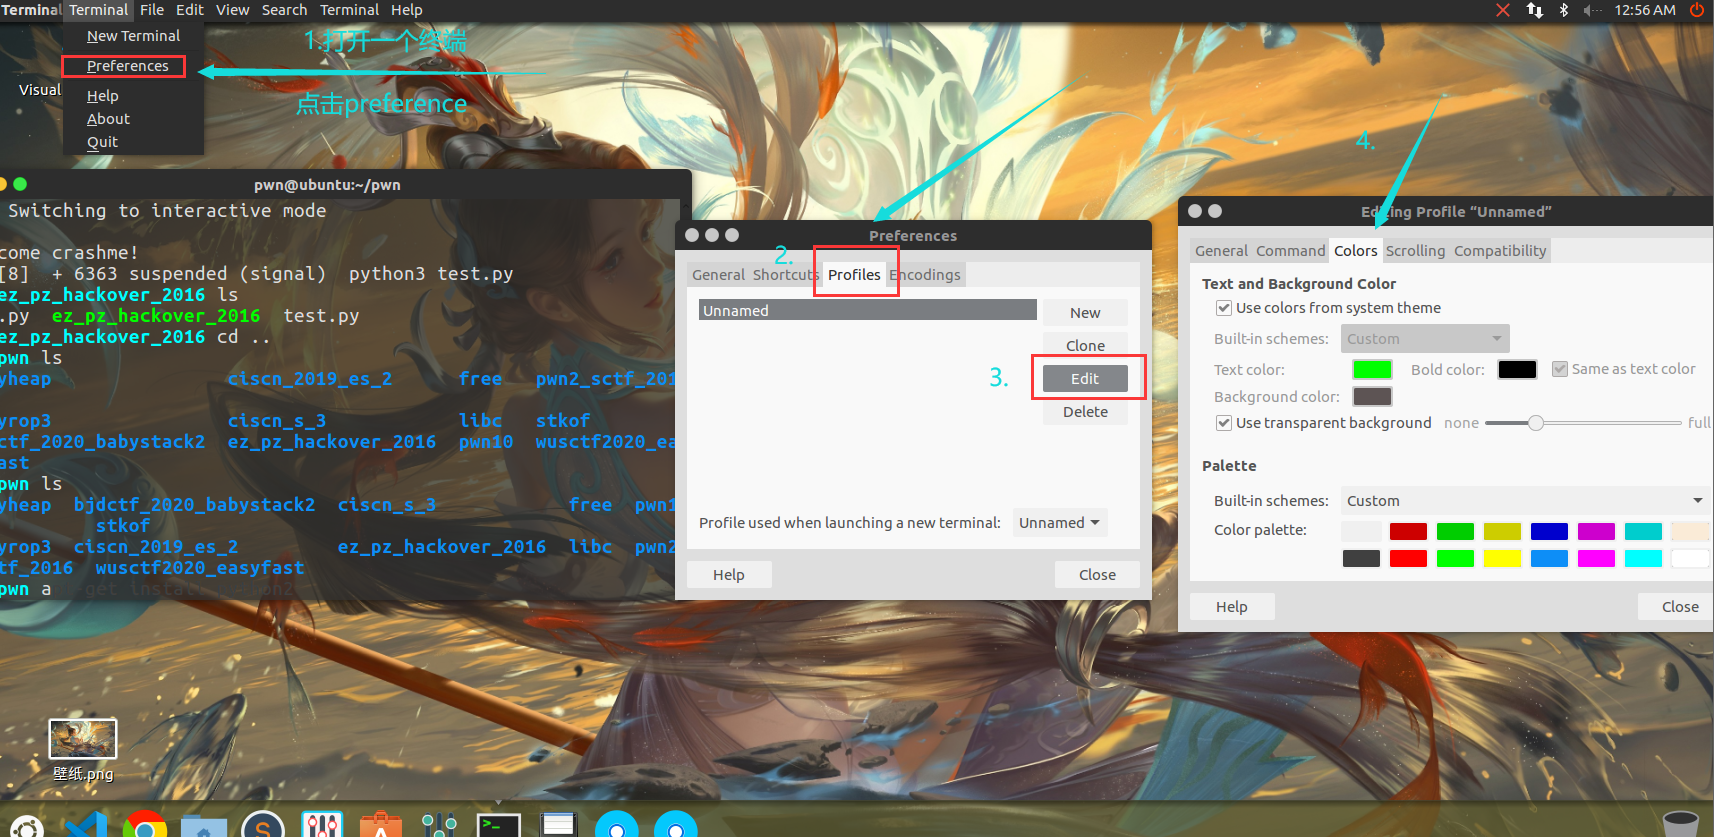 Terminal Terminal File Edit View Search Terminal Help 12:56 AM
New Terminal
Preferences
Help
About
Quit
1.打开一个终端
点击preference
Visual
pwn@ubuntu:~/pwn
Switching to interactive mode
come crashme!
[8]  + 6363 suspended (signal)  python3 test.py
ez_pz_hackover_2016 ls
.py  ez_pz_hackover_2016  test.py
ez_pz_hackover_2016 cd ..
pwn ls
yheap ciscn_2019_es_2 free pwn2_sctf_201
yrop3 ciscn_s_3 libc stkof
ctf_2020_babystack2 ez_pz_hackover_2016 pwn10 wusctf2020_ea
ast
pwn ls
yheap bjdctf_2020_babystack2 ciscn_s_3 free pwn1
stkof
yrop3 ciscn_2019_es_2 ez_pz_hackover_2016 libc pwn2
tf_2016 wusctf2020_easyfast
pwn a
Preferences
2.
General Shortcuts Profiles Encodings
Unnamed
New
Clone
3.
Edit
Delete
Profile used when launching a new terminal: Unnamed
Help Close
4.
Editing Profile “Unnamed”
General Command Colors Scrolling Compatibility
Text and Background Color
Use colors from system theme
Built-in schemes: Custom
Text color: Bold color: Same as text color
Background color:
Use transparent background none full
Palette
Built-in schemes: Custom
Color palette:
Help Close
壁纸.png